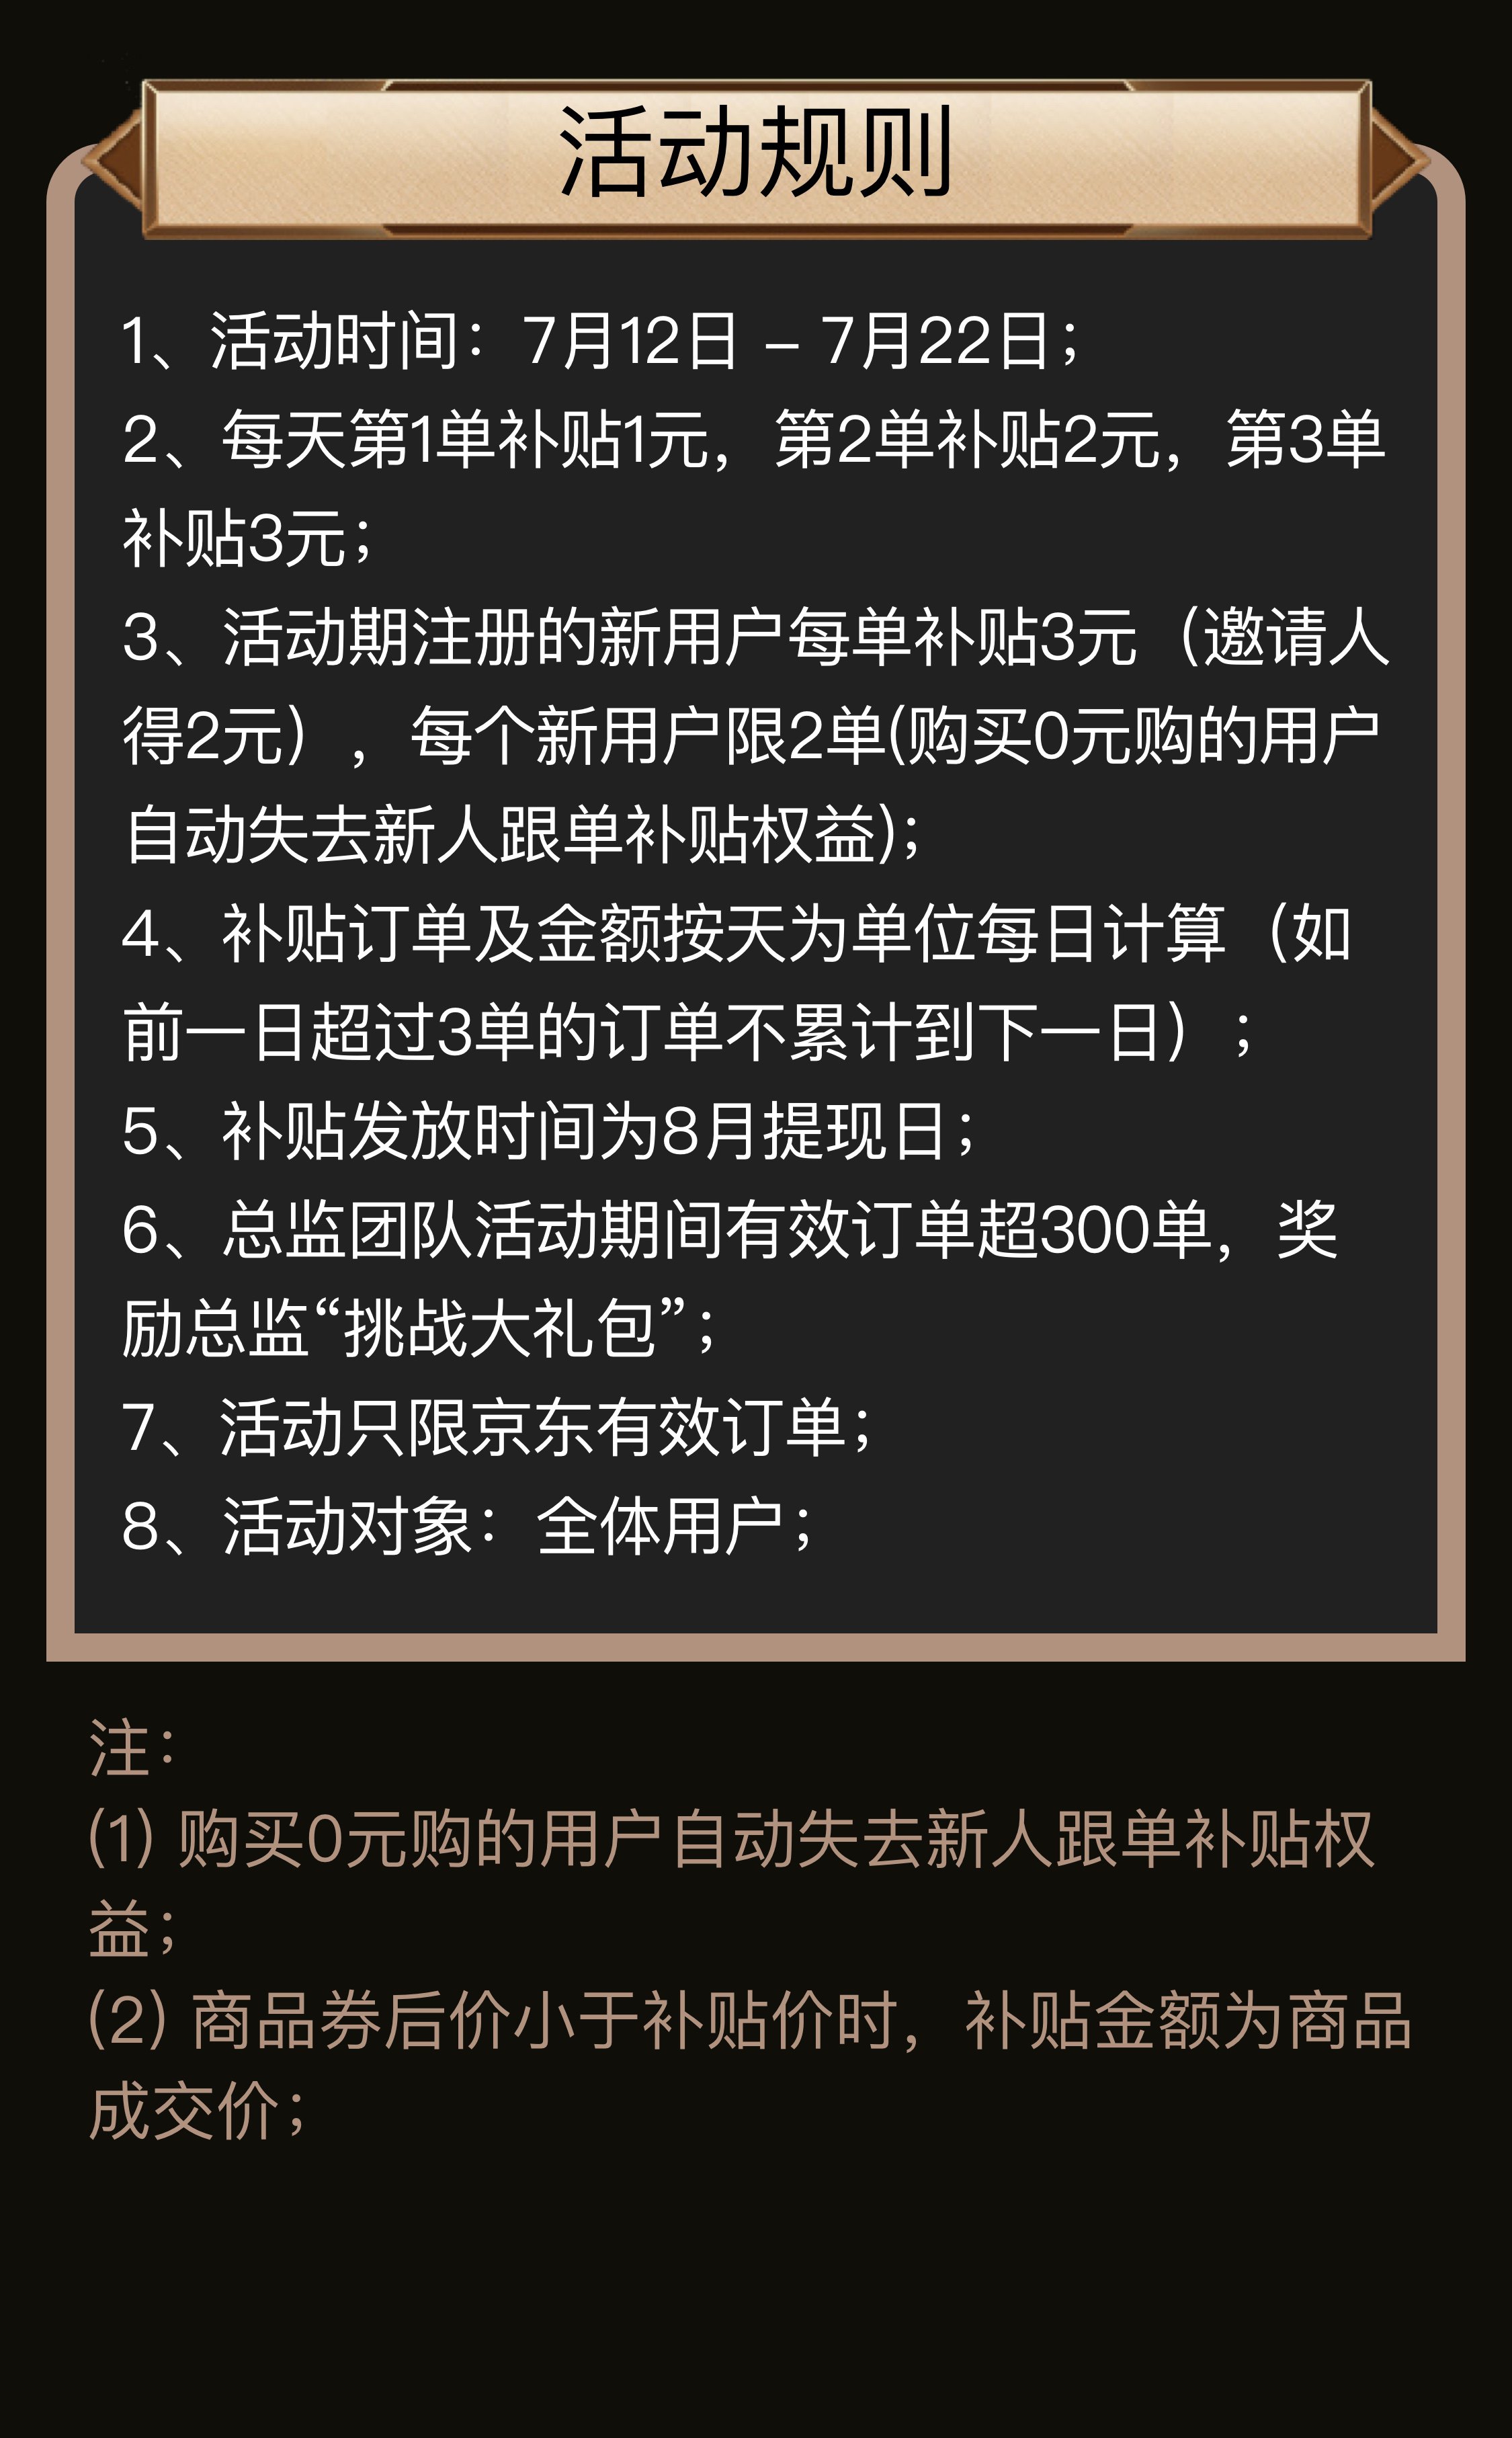 活动规则
1、活动时间：7月12日 – 7月22日；
2、每天第1单补贴1元，第2单补贴2元，第3单
补贴3元；
3、活动期注册的新用户每单补贴3元（邀请人
得2元），每个新用户限2单(购买0元购的用户
自动失去新人跟单补贴权益)；
4、补贴订单及金额按天为单位每日计算（如
前一日超过3单的订单不累计到下一日）；
5、补贴发放时间为8月提现日；
6、总监团队活动期间有效订单超300单，奖
励总监“挑战大礼包”；
7、活动只限京东有效订单；
8、活动对象：全体用户；
注：
(1) 购买0元购的用户自动失去新人跟单补贴权
益；
(2) 商品券后价小于补贴价时，补贴金额为商品
成交价；